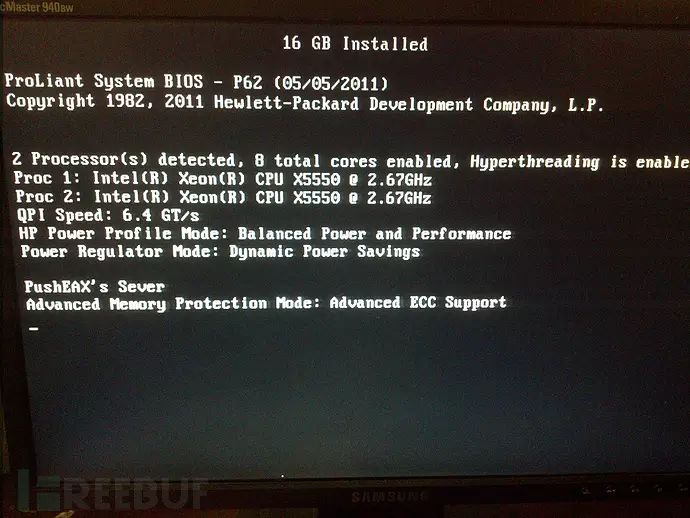 cMaster 940aw
16 GB Installed
ProLiant System BIOS - P62 (05/05/2011)
Copyright 1982, 2011 Hewlett-Packard Development Company, L.P.
2 Processor(s) detected, 8 total cores enabled, Hyperthreading is enable
Proc 1: Intel(R) Xeon(R) CPU X5550 @ 2.67GHz
Proc 2: Intel(R) Xeon(R) CPU X5550 @ 2.67GHz
QPI Speed: 6.4 GT/s
HP Power Profile Mode: Balanced Power and Performance
Power Regulator Mode: Dynamic Power Savings
PushEAX's Sever
Advanced Memory Protection Mode: Advanced ECC Support
_
REEBUF
SAMSUNG